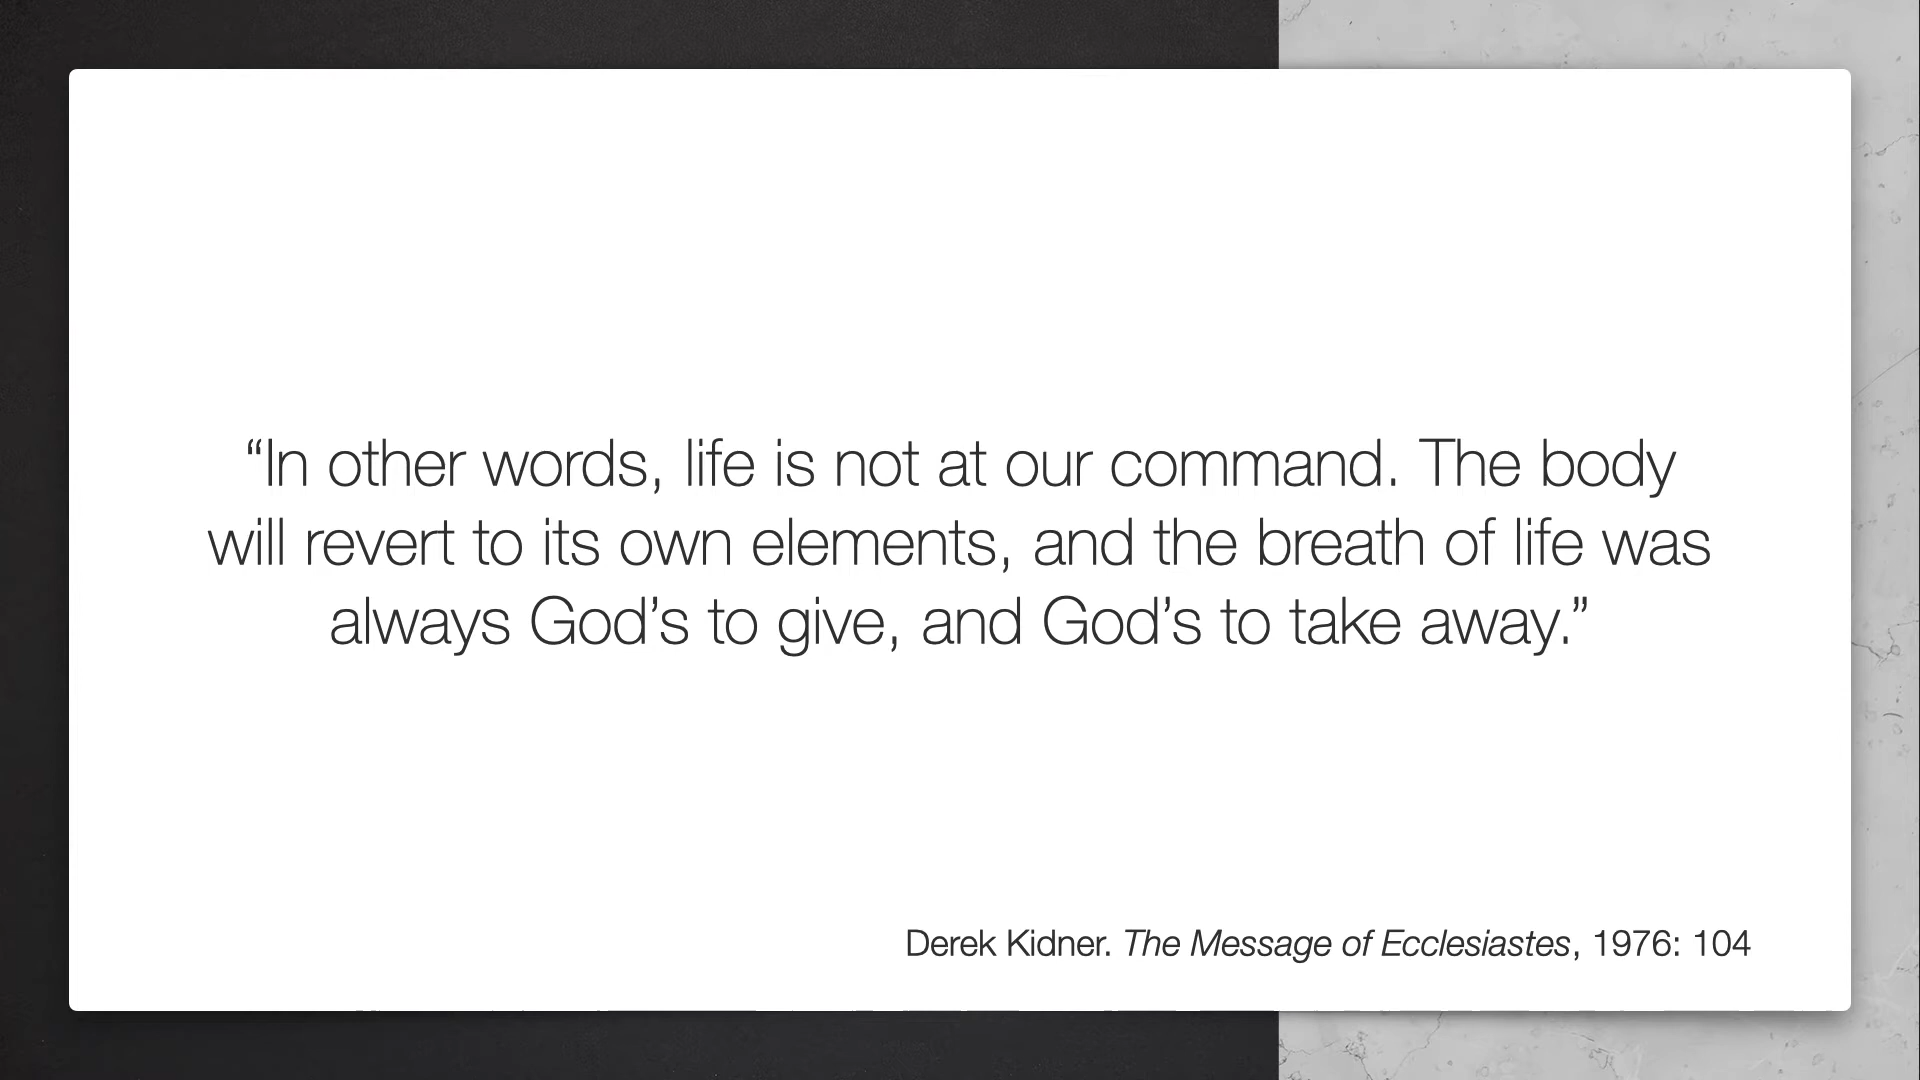 “In other words, life is not at our command. The body
will revert to its own elements, and the breath of life was
always God’s to give, and God’s to take away.”
Derek Kidner. The Message of Ecclesiastes, 1976: 104